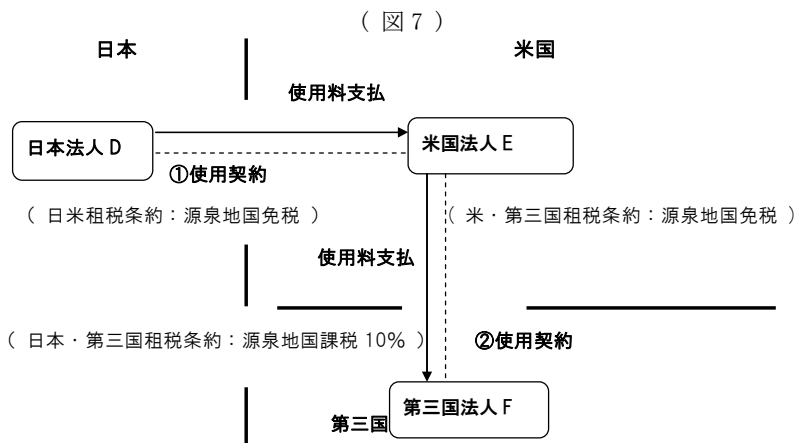 （ 図７ ）
日本
米国
使用料支払
日本法人Ｄ
米国法人Ｅ
①使用契約
（ 日米租税条約：源泉地国免税 ）
（ 米・第三国租税条約：源泉地国免税 ）
使用料支払
（ 日本・第三国租税条約：源泉地国課税 10% ）
②使用契約
第三国法人Ｆ
第三国